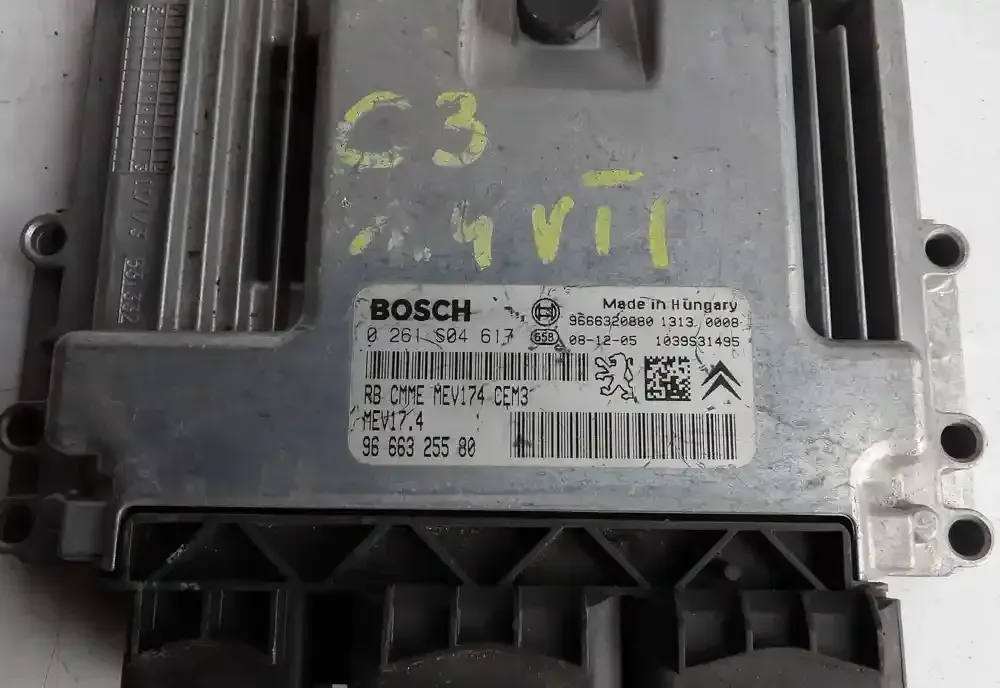 C3
1.4 VTi
BOSCH
Made in Hungary
9666320880 1313 0008
0 261 S04 617
658
08-12-05 1039S31495
RB CMME MEV174 CEM3
MEV17.4
96 663 255 80